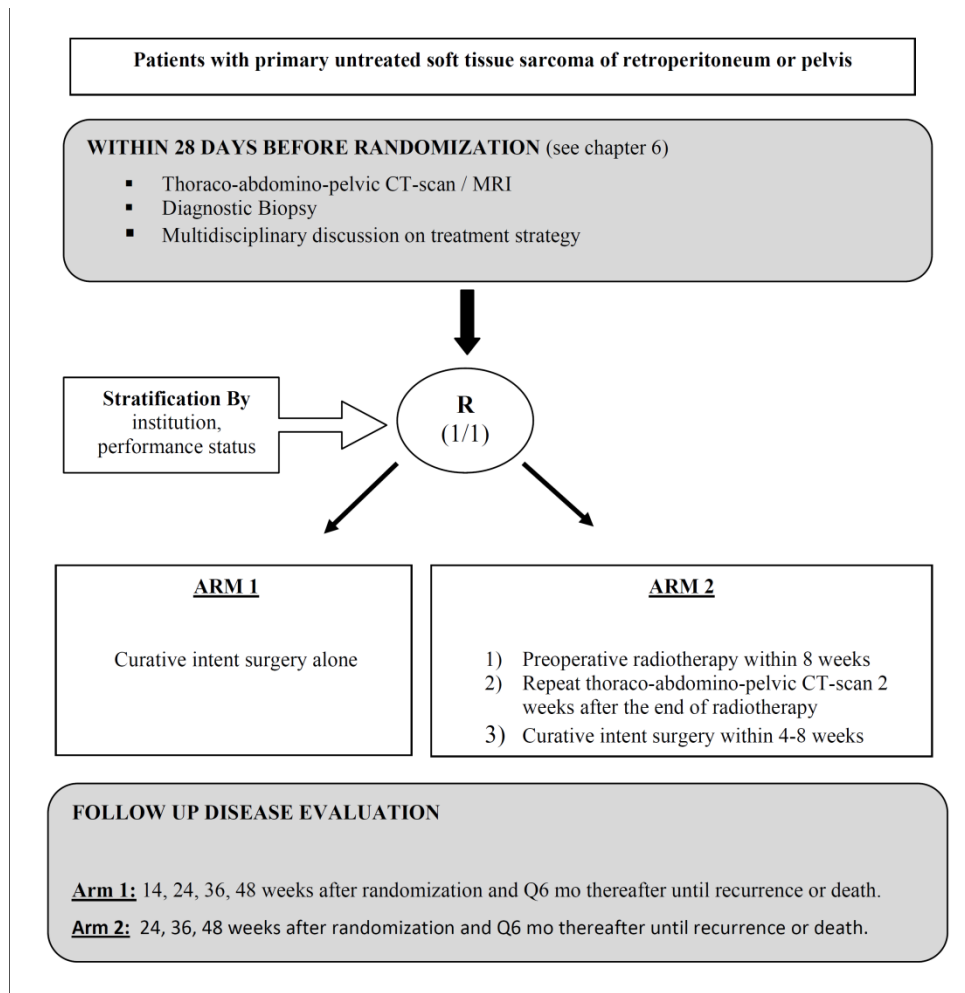 Patients with primary untreated soft tissue sarcoma of retroperitoneum or pelvis
WITHIN 28 DAYS BEFORE RANDOMIZATION (see chapter 6)
▪ Thoraco-abdomino-pelvic CT-scan / MRI
▪ Diagnostic Biopsy
▪ Multidisciplinary discussion on treatment strategy
Stratification By
institution,
performance status
R
(1/1)
ARM 1
Curative intent surgery alone
ARM 2
1) Preoperative radiotherapy within 8 weeks
2) Repeat thoraco-abdomino-pelvic CT-scan 2
weeks after the end of radiotherapy
3) Curative intent surgery within 4-8 weeks
FOLLOW UP DISEASE EVALUATION
Arm 1: 14, 24, 36, 48 weeks after randomization and Q6 mo thereafter until recurrence or death.
Arm 2: 24, 36, 48 weeks after randomization and Q6 mo thereafter until recurrence or death.